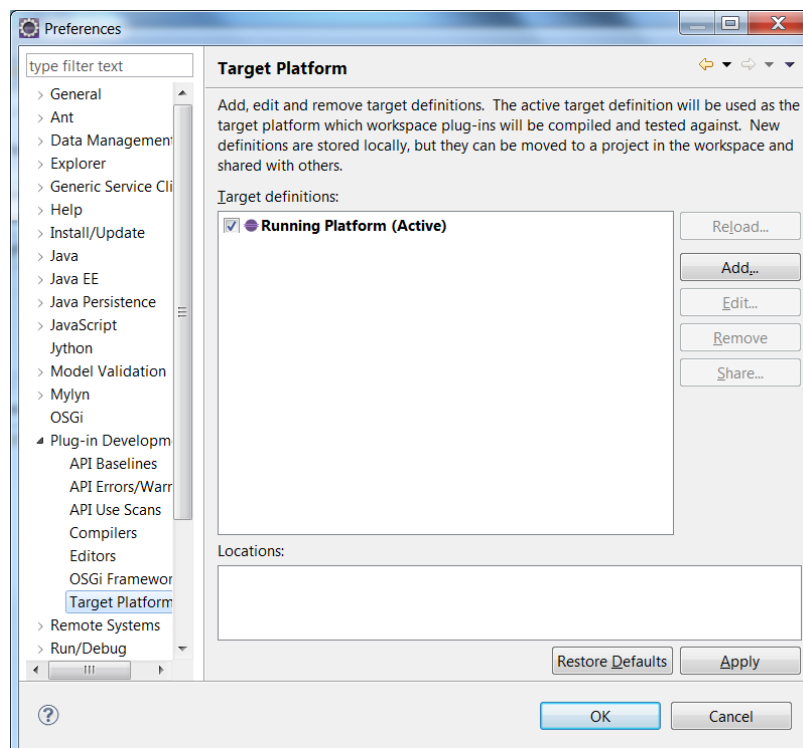 Preferences
type filter text
General
Ant
Data Management
Explorer
Generic Service Cli
Help
Install/Update
Java
Java EE
Java Persistence
JavaScript
Jython
Model Validation
Mylyn
OSGi
Plug-in Developm
API Baselines
API Errors/Warr
API Use Scans
Compilers
Editors
OSGi Framewor
Target Platform
Remote Systems
Run/Debug
Target Platform
Add, edit and remove target definitions. The active target definition will be used as the
target platform which workspace plug-ins will be compiled and tested against. New
definitions are stored locally, but they can be moved to a project in the workspace and
shared with others.
Target definitions:
Running Platform (Active)
Reload...
Add...
Edit...
Remove
Share...
Locations:
Restore Defaults
Apply
OK
Cancel